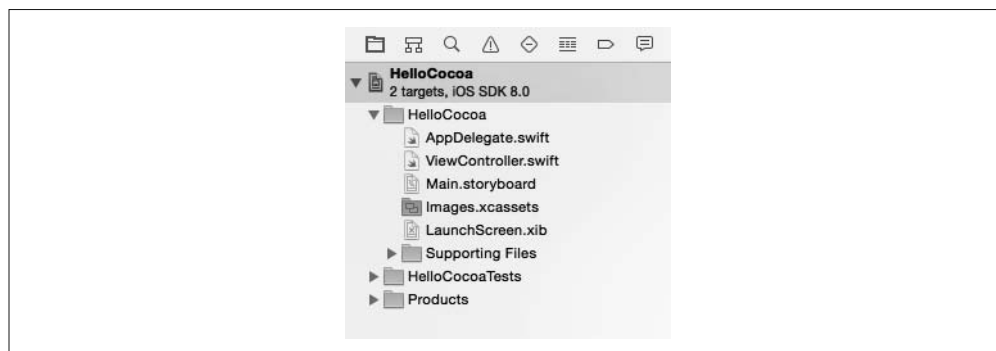 HelloCocoa
2 targets, iOS SDK 8.0
HelloCocoa
AppDelegate.swift
ViewController.swift
Main.storyboard
Images.xcassets
LaunchScreen.xib
Supporting Files
HelloCocoaTests
Products